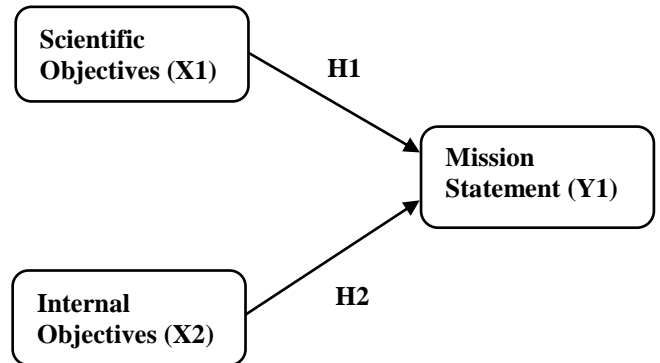 Scientific
Objectives (X1)
H1
Mission
Statement (Y1)
Internal
Objectives (X2)
H2